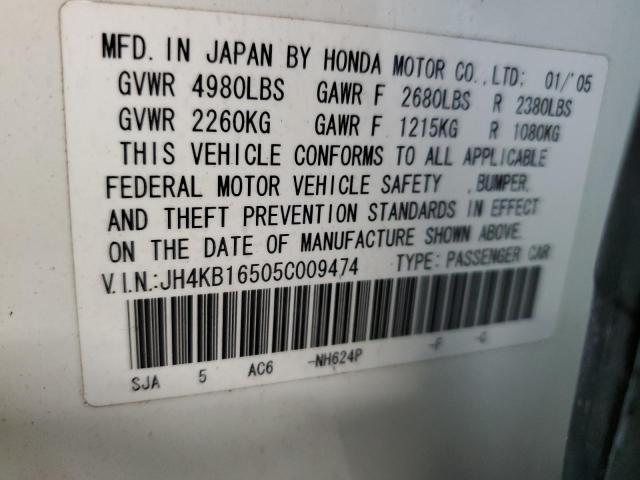 MFD. IN JAPAN BY HONDA MOTOR CO., LTD; 01/'05
GVWR 4980LBS GAWR F 2680LBS R 2380LBS
GVWR 2260KG GAWR F 1215KG R 1080KG
THIS VEHICLE CONFORMS TO ALL APPLICABLE
FEDERAL MOTOR VEHICLE SAFETY , BUMPER,
AND THEFT PREVENTION STANDARDS IN EFFECT
ON THE DATE OF MANUFACTURE SHOWN ABOVE.
V.I.N.:JH4KB16505C009474 TYPE: PASSENGER CAR
SJA 5 AC6 -NH624P -F -G